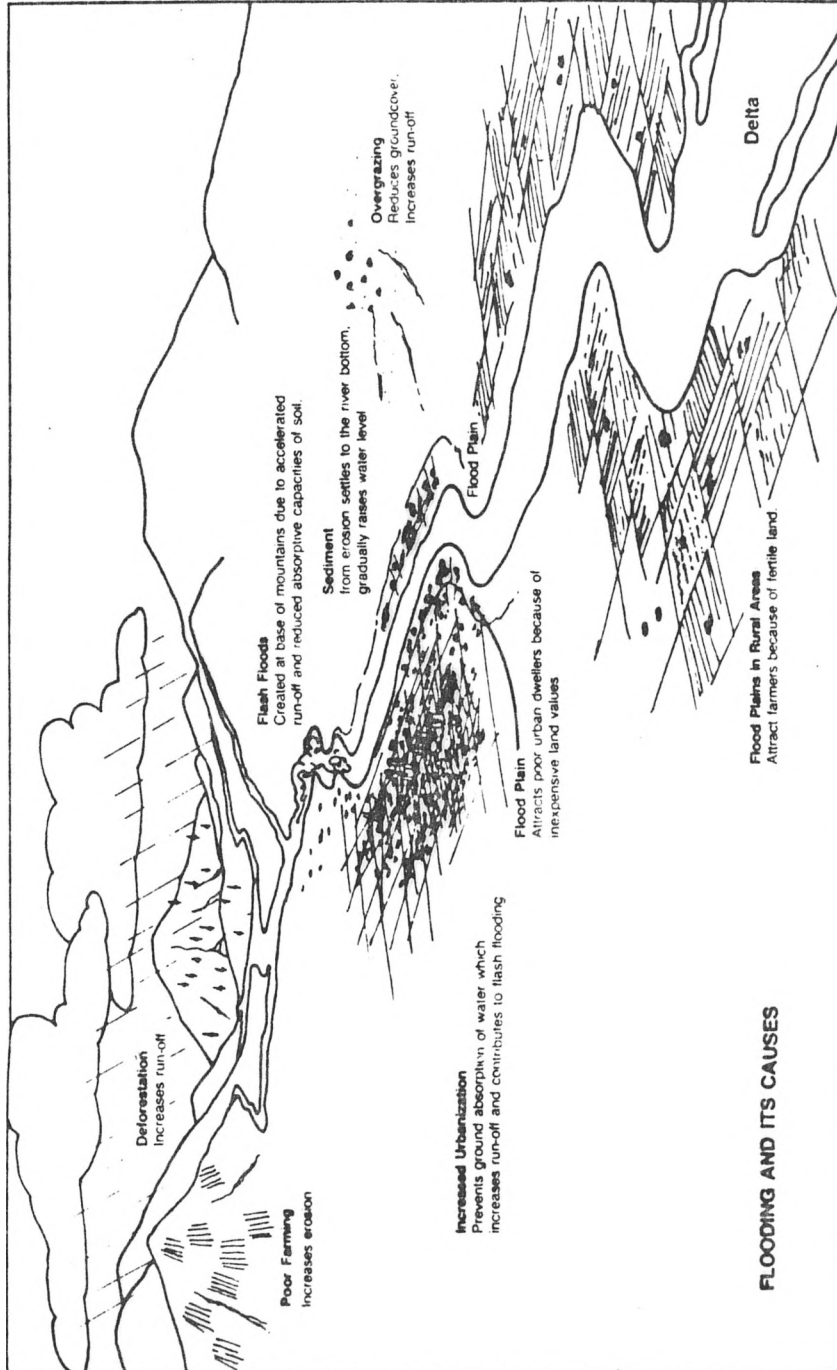 Deforestation
Increases run-off
Poor Farming
Increases erosion
Flash Floods
Created at base of mountains due to accelerated
run-off and reduced absorptive capacities of soil.
Sediment
from erosion settles to the river bottom,
gradually raises water level
Overgrazing
Reduces groundcover.
Increases run-off
Increased Urbanization
Prevents ground absorption of water which
increases run-off and contributes to flash flooding
Flood Plain
Attracts poor urban dwellers because of
inexpensive land values
Flood Plain
Flood Plains in Rural Areas
Attract farmers because of fertile land.
Delta
FLOODING AND ITS CAUSES